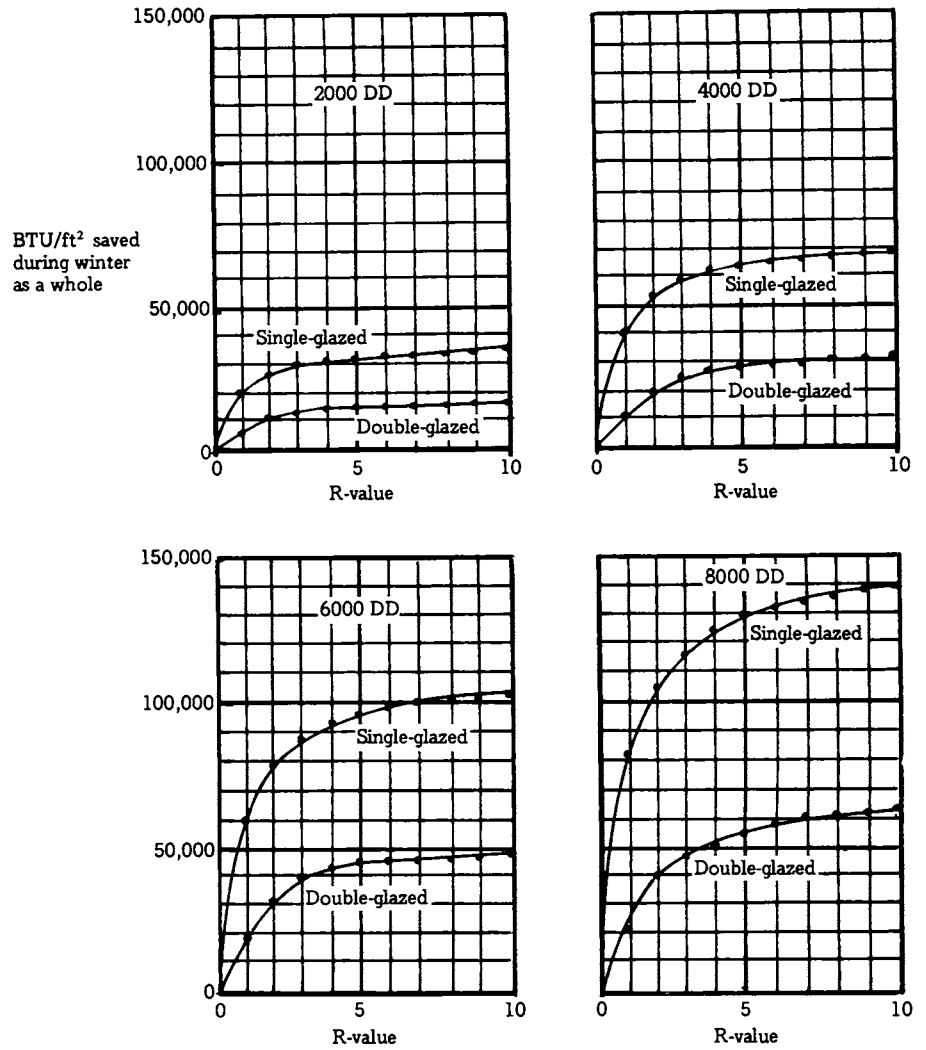 150,000
2000 DD
4000 DD
100,000
BTU/ft² saved
during winter
as a whole
50,000
Single-glazed
Single-glazed
Double-glazed
Double-glazed
0
0
5
10
0
5
10
R-value
R-value
150,000
6000 DD
8000 DD
100,000
Single-glazed
Single-glazed
50,000
Double-glazed
Double-glazed
0
0
5
10
0
5
10
R-value
R-value